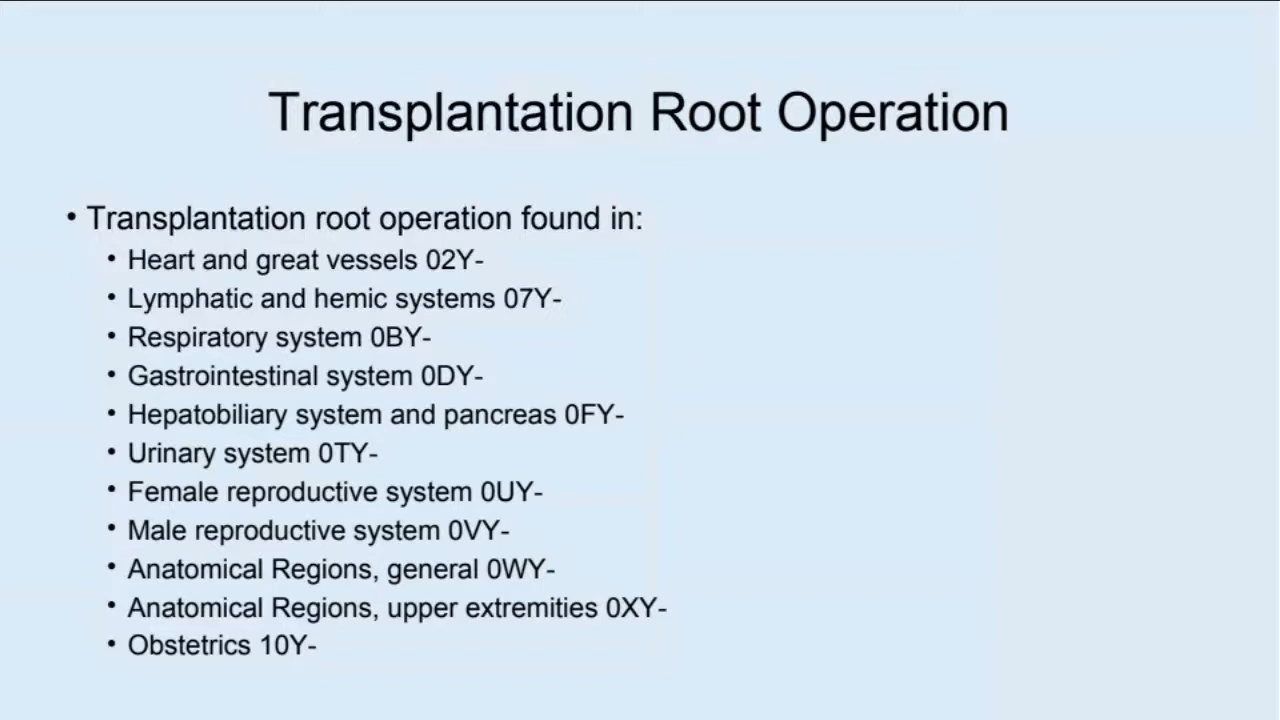 Transplantation Root Operation
• Transplantation root operation found in:
• Heart and great vessels 02Y-
• Lymphatic and hemic systems 07Y-
• Respiratory system 0BY-
• Gastrointestinal system 0DY-
• Hepatobiliary system and pancreas 0FY-
• Urinary system 0TY-
• Female reproductive system 0UY-
• Male reproductive system 0VY-
• Anatomical Regions, general 0WY-
• Anatomical Regions, upper extremities 0XY-
• Obstetrics 10Y-